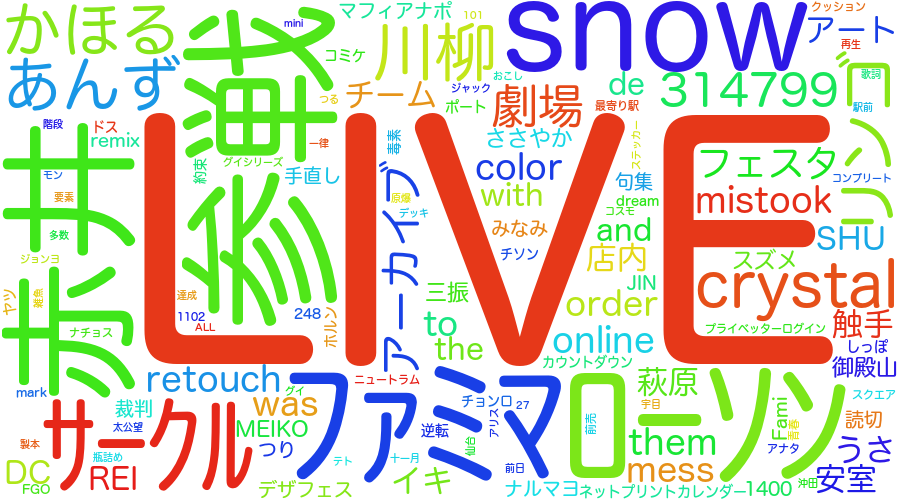 かほる
あんず
戦
マフィアナポ
コミケ
mini
川柳
101
チーム
ジャック
ポート
snow
おこし
クッション
アート
再生
歌詞
駅前
ゴリンコ
de
314799
最寄り駅
劇場
ささやか
階段
ドス
remix
つる
一律
毒素
グイシリーズ
約束
手直し
color
with
ステッカー
句集
フェスタ
コンプリート
井
赤
モン
要素
多数
参
LIVE
原爆
デッキ
みなみ
dream
コスモ
mistook
アーカイブ
チソン
and
店内
SHU
スズメ
crystal
ジョンヨ
ヤツ
雑魚
達成
1102
ALL
248
ホルン
三振
JIN
order
to
the
online
プライベッターログイン
触手
ナチョス
カウントダウン
しっぽ
御殿山
mark
retouch
ニュートラム
萩原
スクエア
サークル
裁判
太公望
was
グイ
ファミマ
チョンロ
27
アリス
ローソン
前売
字目
Fami
青春
読切
製本
瓶詰め
MEIKO
つり
逆転
仙台
them
アナタ
うさ
DC
FGO
REI
テト
十一月
イキ
前日
mess
沖田
安室
デザフェス
ナルマヨ
ネットプリントカレンダー
1400